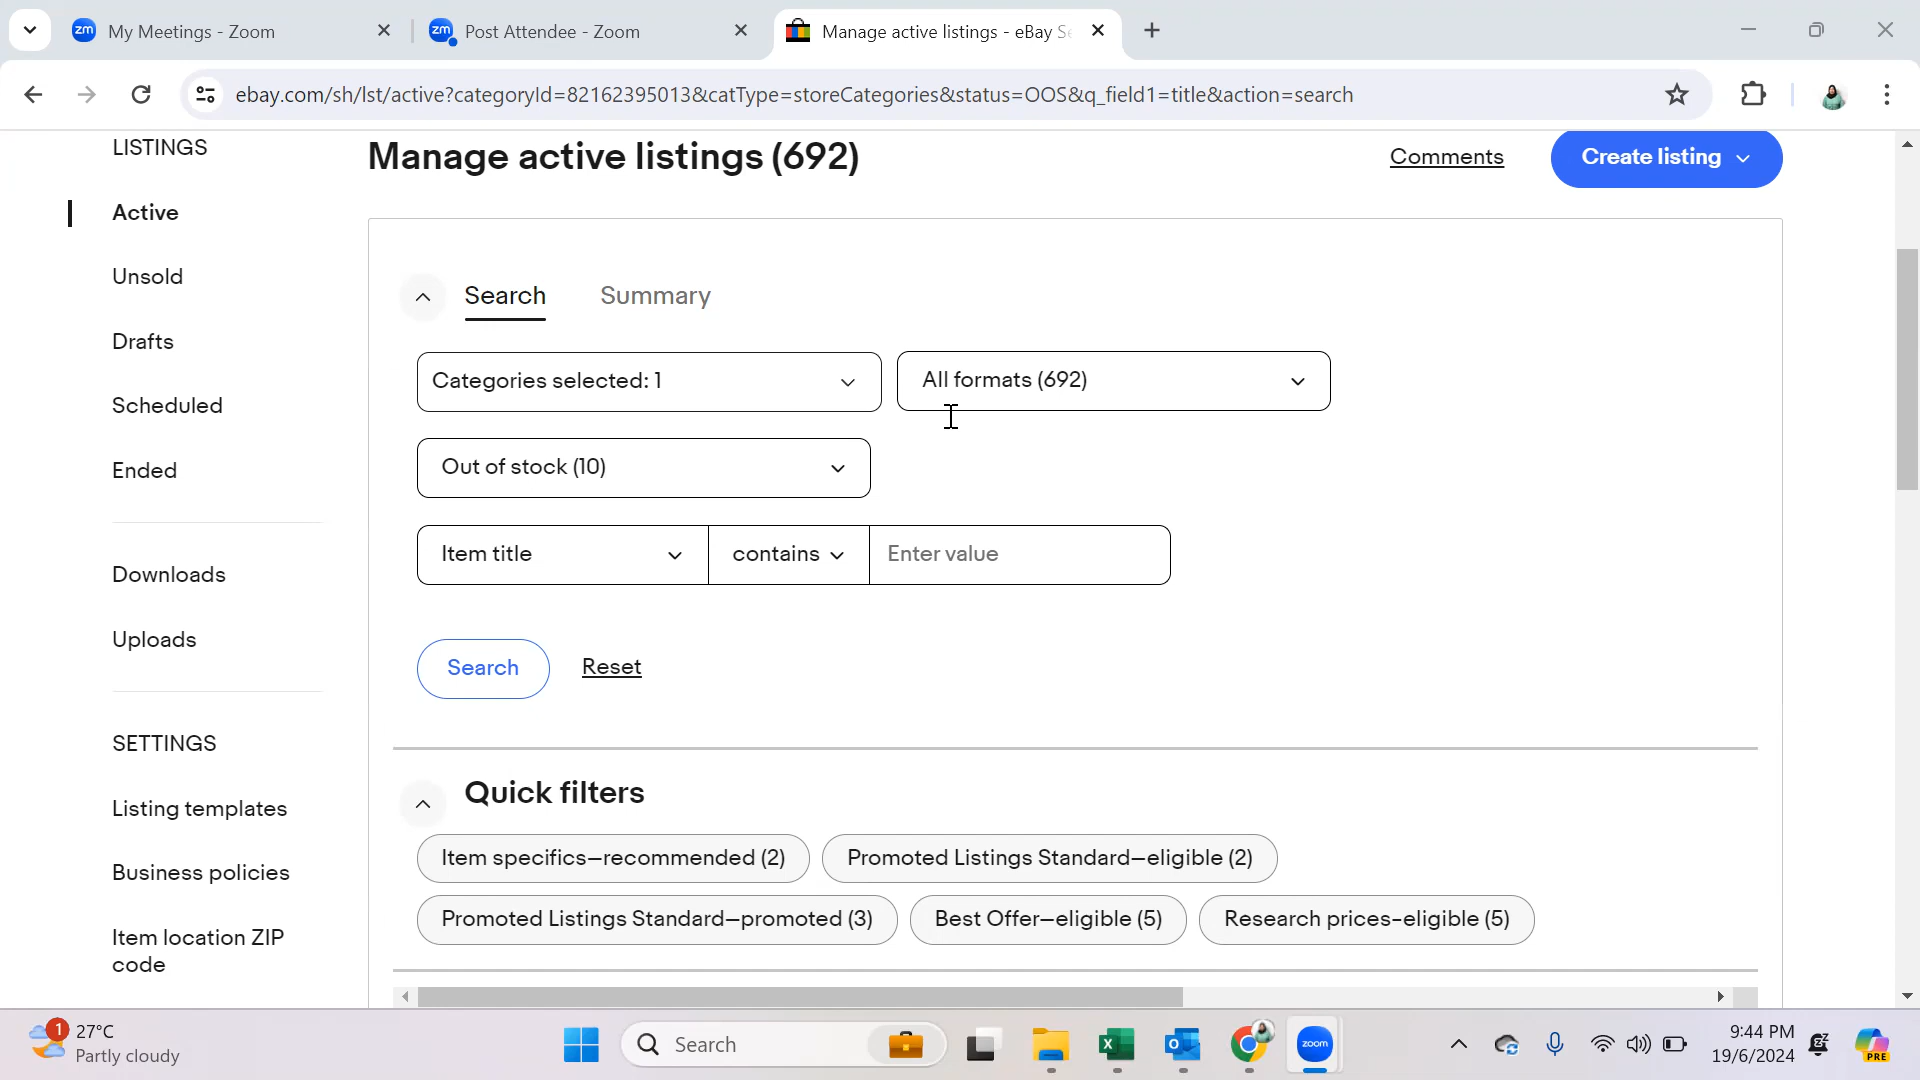 My Meetings - Zoom
Post Attendee - Zoom
Manage active listings - eBay Se
ebay.com/sh/lst/active?categoryId=82162395013&catType=storeCategories&status=OOS&q_field1=title&action=search
LISTINGS
Active
Unsold
Drafts
Scheduled
Ended
Downloads
Uploads
SETTINGS
Listing templates
Business policies
Item location ZIP
code
Manage active listings (692)
Comments
Create listing
Search
Summary
Categories selected: 1
All formats (692)
Out of stock (10)
Item title
contains
Enter value
Search
Reset
Quick filters
Item specifics—recommended (2)
Promoted Listings Standard—eligible (2)
Promoted Listings Standard—promoted (3)
Best Offer—eligible (5)
Research prices-eligible (5)
1
27°C
Partly cloudy
Search
zoom
9:44 PM
19/6/2024
PRE